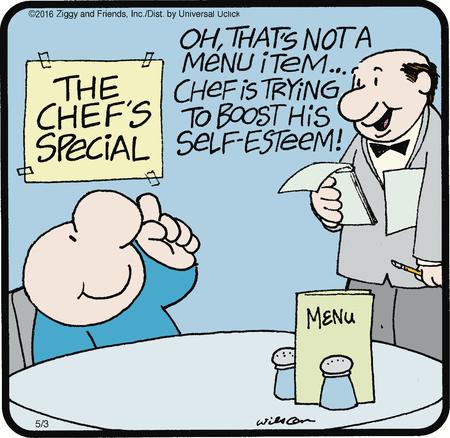 ©2016 Ziggy and Friends, Inc./Dist. by Universal Uclick
THE
CHEF'S
SPECIAL
OH, THAT'S NOT A
MENU ITEM...
CHEF IS TRYING
TO BOOST HIS
SELF-ESTEEM!
MENU
5/3
WILSON